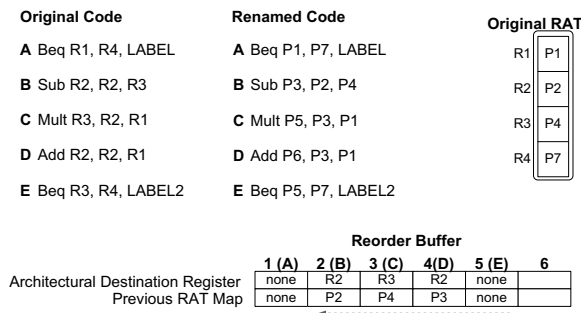 Original Code
Renamed Code
Original RAT
A Beq R1, R4, LABEL
A Beq P1, P7, LABEL
R1 P1
B Sub R2, R2, R3
B Sub P3, P2, P4
R2 P2
C Mult R3, R2, R1
C Mult P5, P3, P1
R3 P4
D Add R2, R2, R1
D Add P6, P3, P1
R4 P7
E Beq R3, R4, LABEL2
E Beq P5, P7, LABEL2
Reorder Buffer
1 (A) 2 (B) 3 (C) 4(D) 5 (E) 6
Architectural Destination Register none R2 R3 R2 none
Previous RAT Map none P2 P4 P3 none